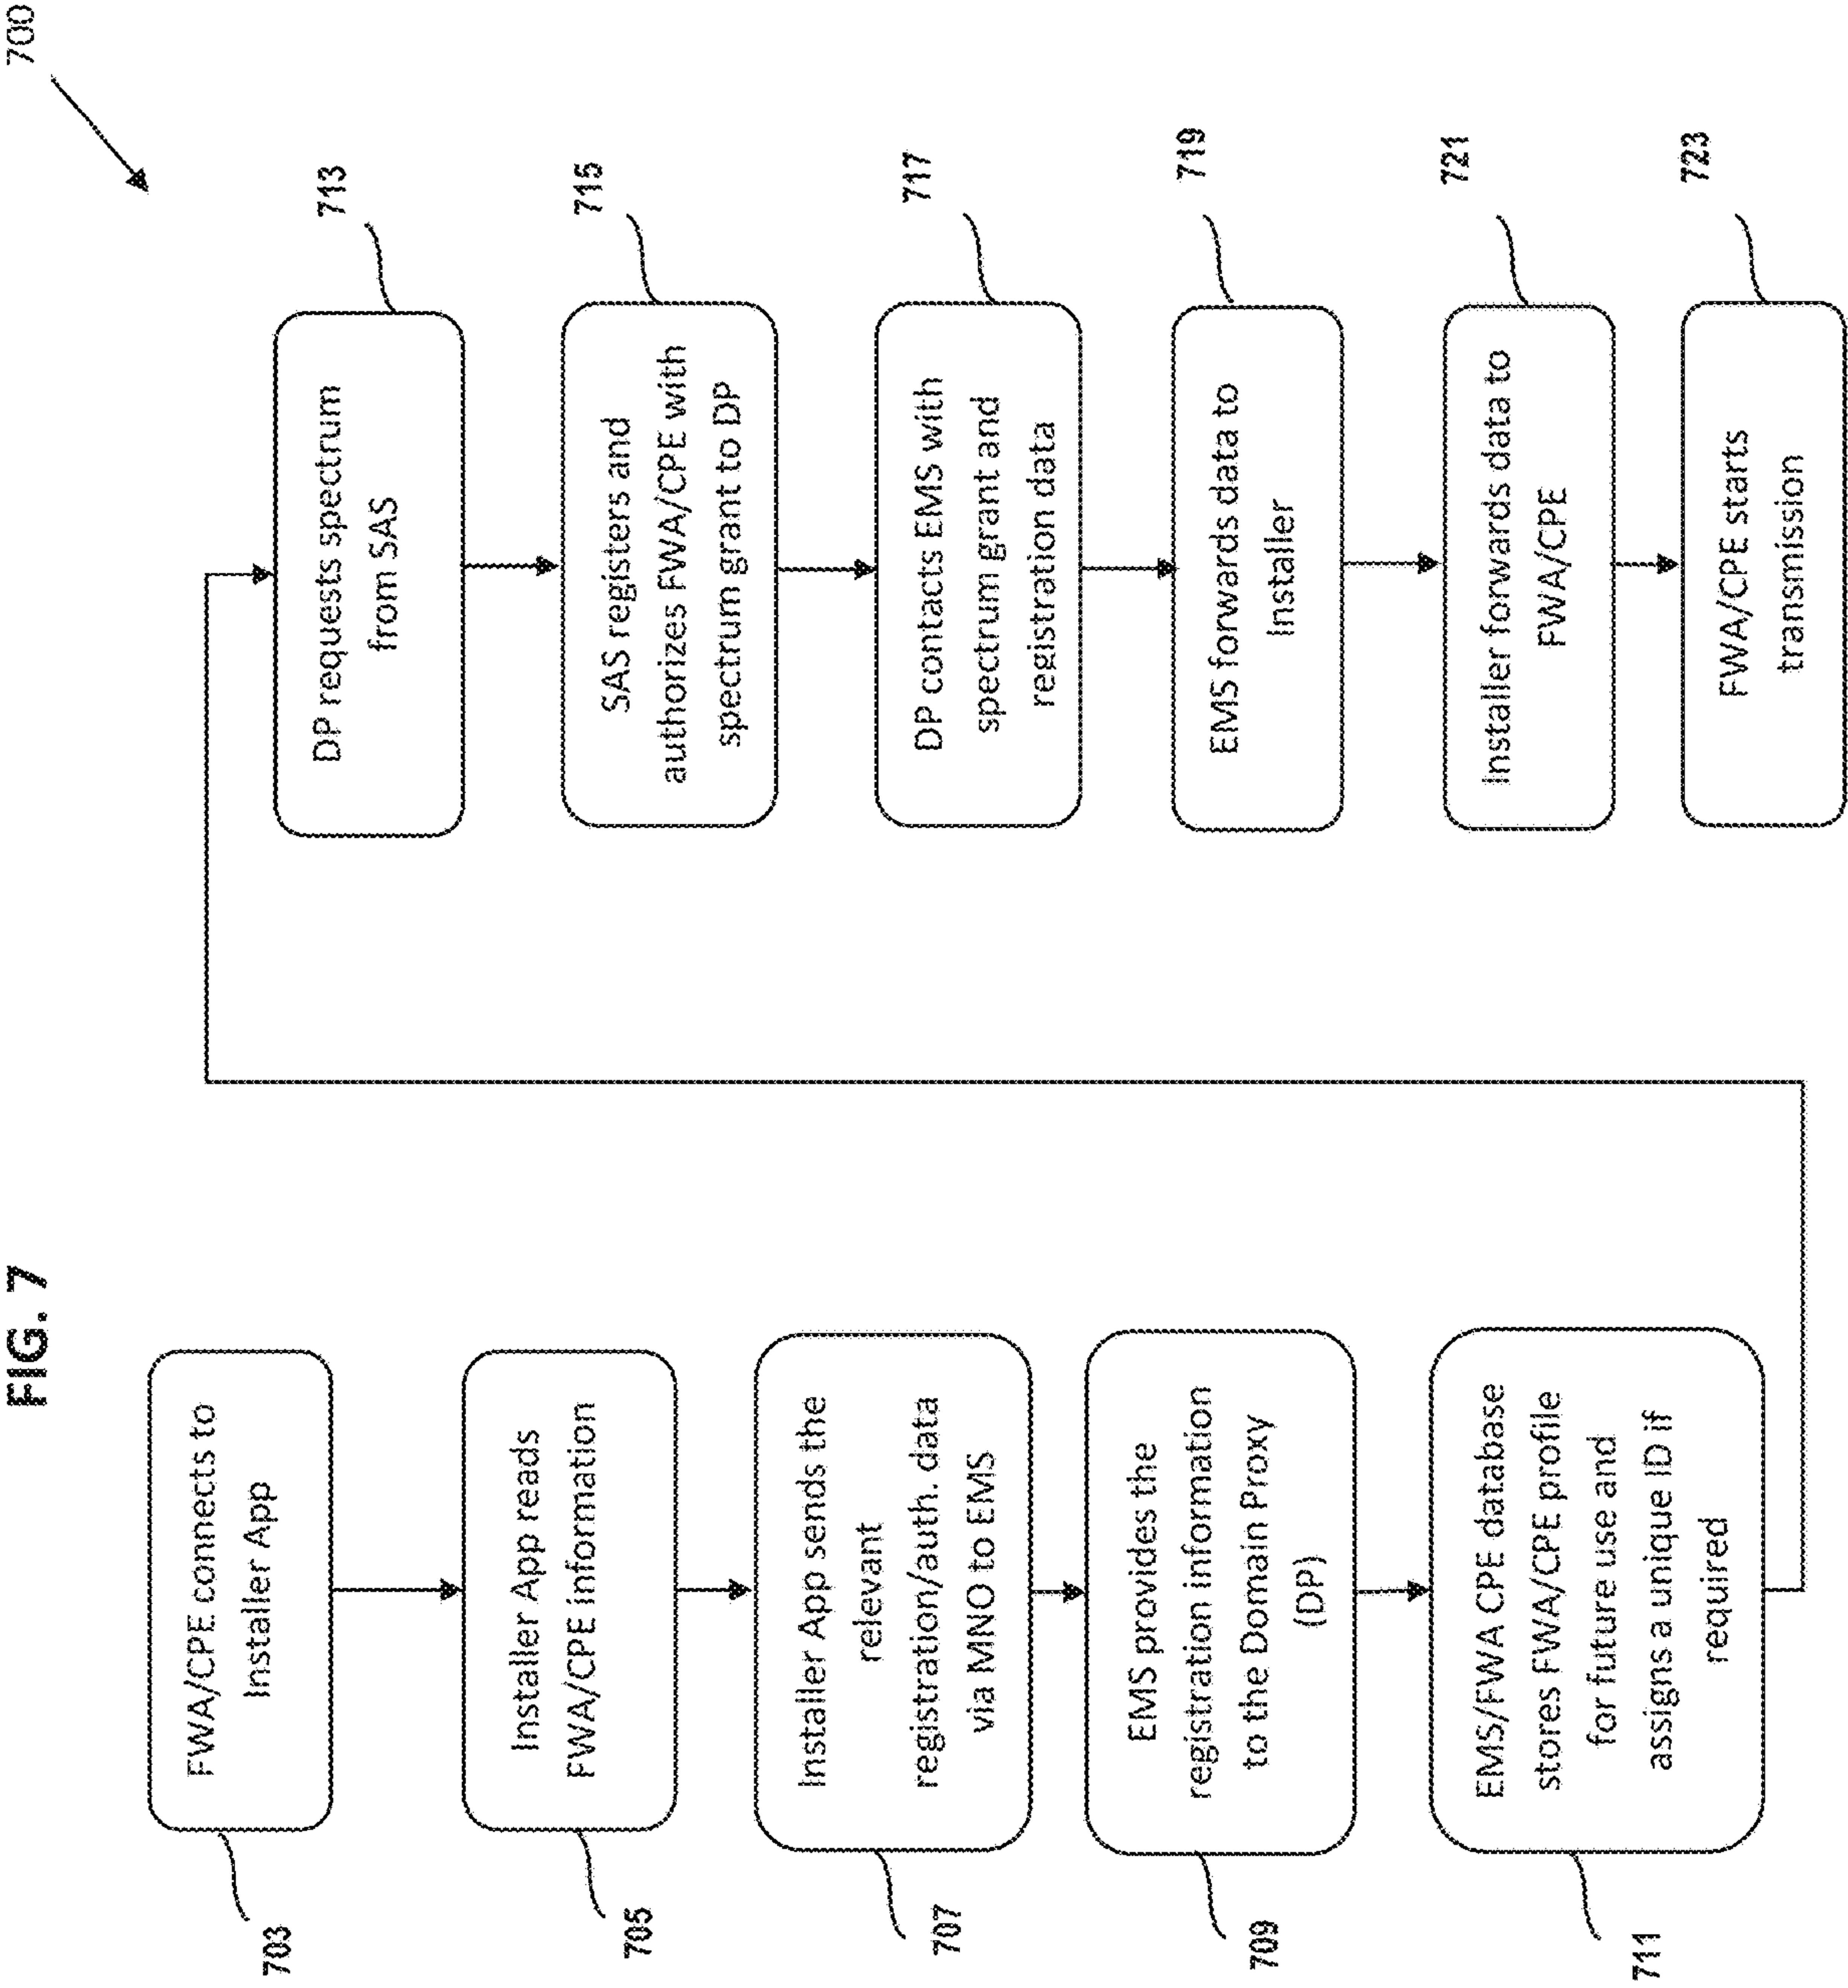 FIG. 7
700
703
FWA/CPE connects to
Installer App
705
Installer App reads
FWA/CPE information
707
Installer App sends the
relevant
registration/auth. data
via MNO to EMS
709
EMS provides the
registration information
to the Domain Proxy
(DP)
711
EMS/FWA CPE database
stores FWA/CPE profile
for future use and
assigns a unique ID if
required
713
DP requests spectrum
from SAS
715
SAS registers and
authorizes FWA/CPE with
spectrum grant to DP
717
DP contacts EMS with
spectrum grant and
registration data
719
EMS forwards data to
Installer
721
Installer forwards data to
FWA/CPE
723
FWA/CPE starts
transmission